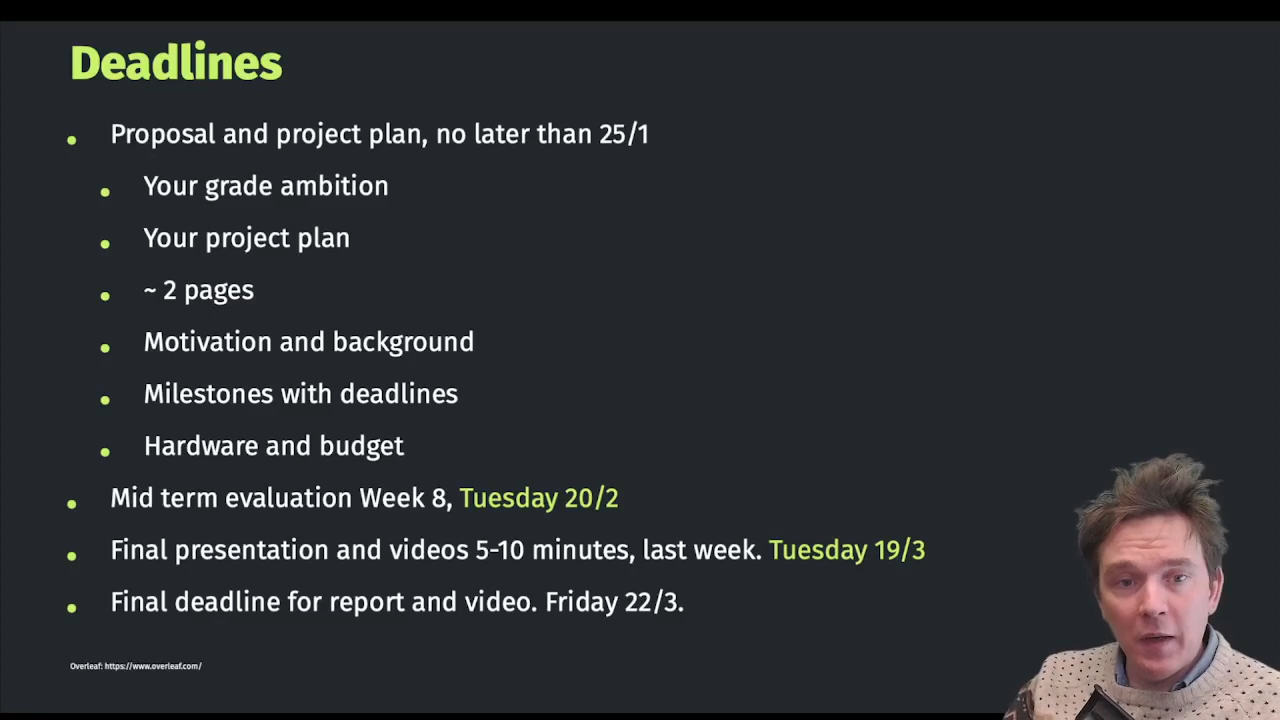 Deadlines
Proposal and project plan, no later than 25/1
Your grade ambition
Your project plan
~ 2 pages
Motivation and background
Milestones with deadlines
Hardware and budget
Mid term evaluation Week 8, Tuesday 20/2
Final presentation and videos 5-10 minutes, last week. Tuesday 19/3
Final deadline for report and video. Friday 22/3.
Overleaf: https://www.overleaf.com/